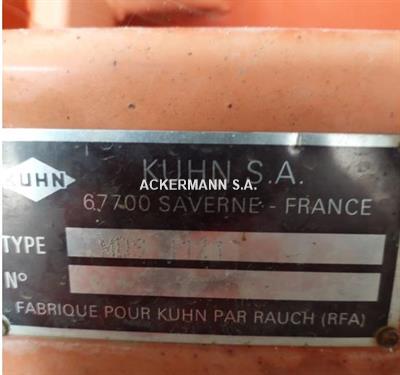 KUHN
KUHN S.A.
ACKERMANN S.A.
67700 SAVERNE - FRANCE
TYPE
N°
FABRIQUE POUR KUHN PAR RAUCH (RFA)